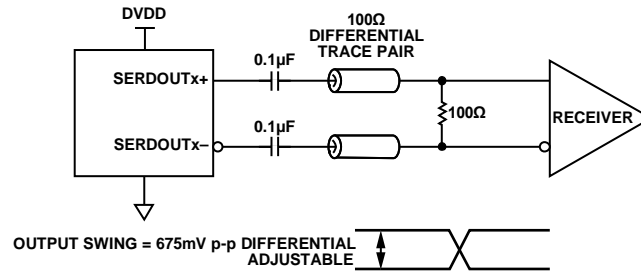 DVDD
100Ω
DIFFERENTIAL
TRACE PAIR
0.1µF
SERDOUTx+
100Ω
RECEIVER
0.1µF
SERDOUTx–
OUTPUT SWING = 675mV p-p DIFFERENTIAL
ADJUSTABLE